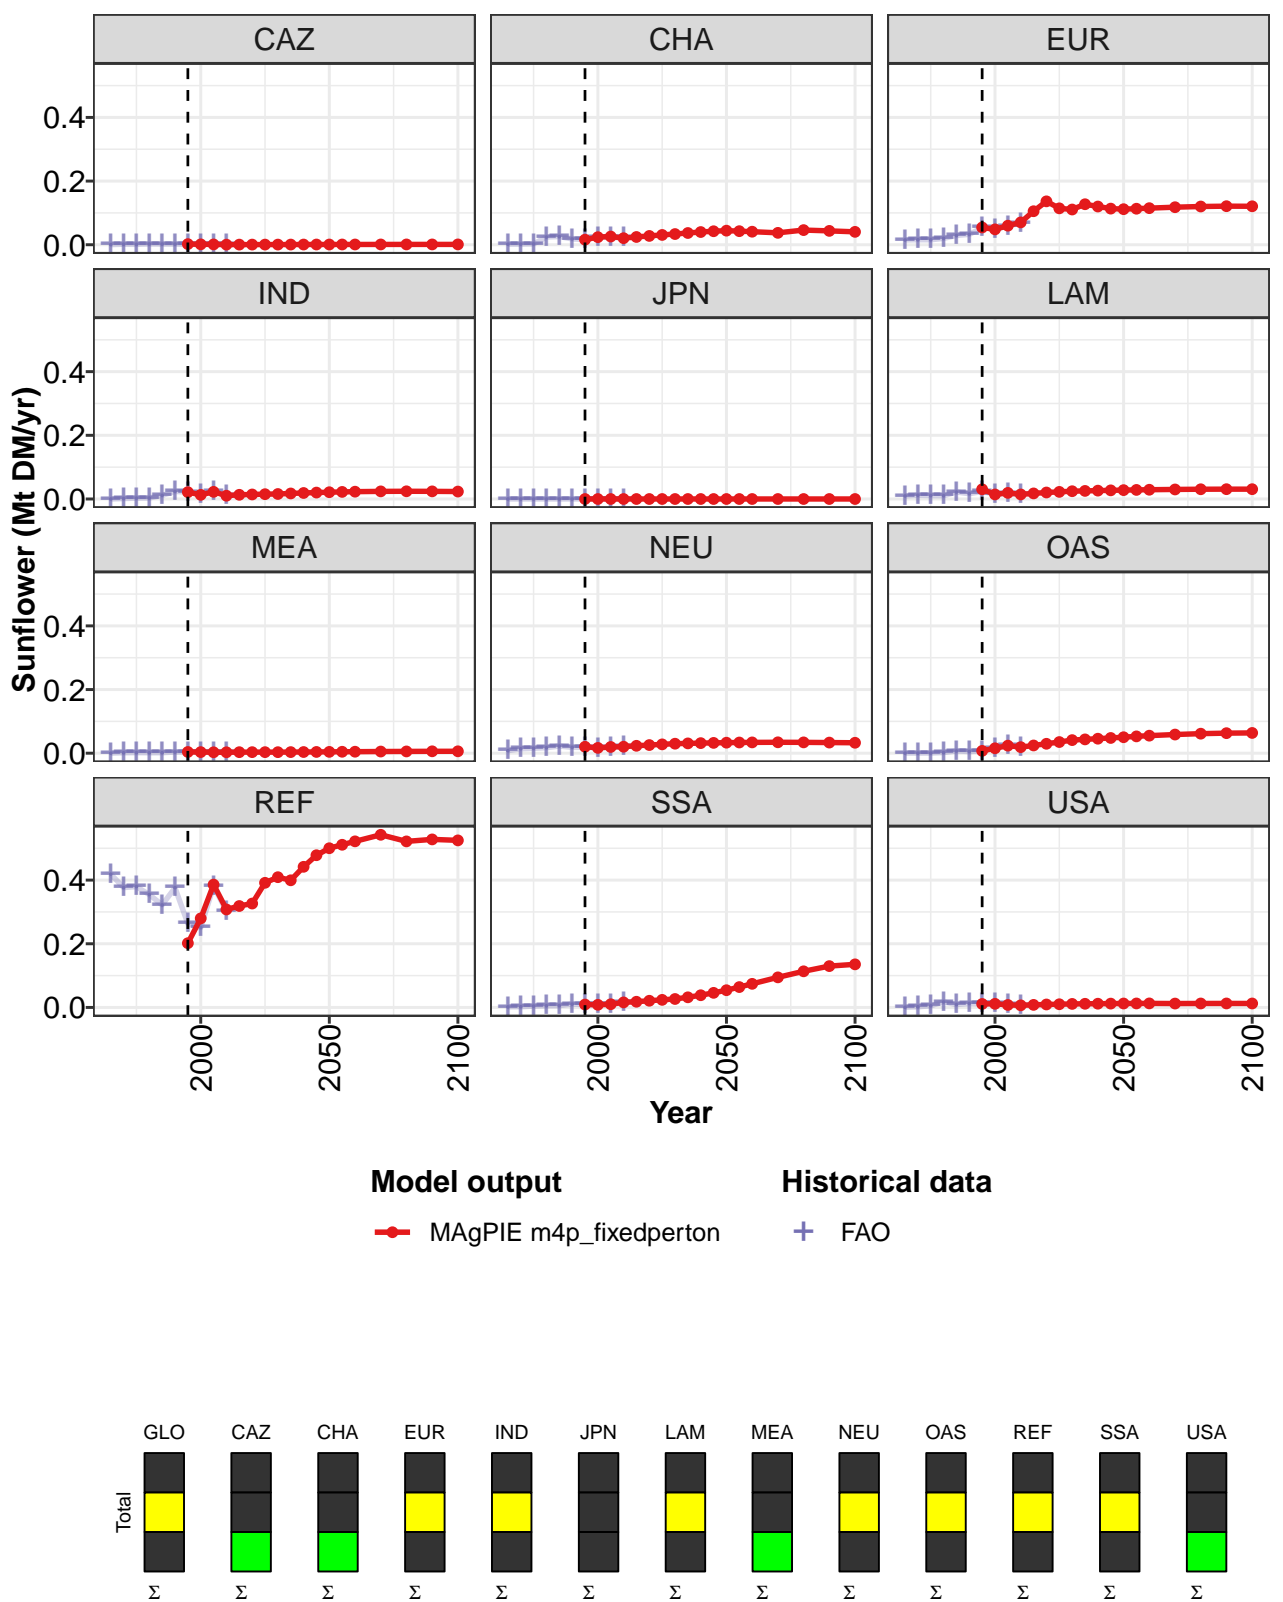 CAZ CHA EUR
0.4
0.2
0.0
IND JPN LAM
0.4
0.2
0.0
MEA NEU OAS
0.4
0.2
0.0
REF SSA USA
0.4
0.2
0.0
Sunflower (Mt DM/yr)
2000 2050 2100 2000 2050 2100 2000 2050 2100
Year
Model output Historical data
MAgPIE m4p_fixedperton FAO
GLO CAZ CHA EUR IND JPN LAM MEA NEU OAS REF SSA USA
Total
Σ Σ Σ Σ Σ Σ Σ Σ Σ Σ Σ Σ Σ